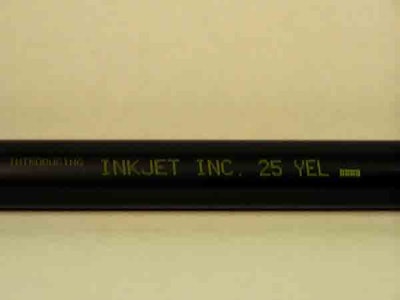 INTRODUCING INKJET INC. 25 YEL